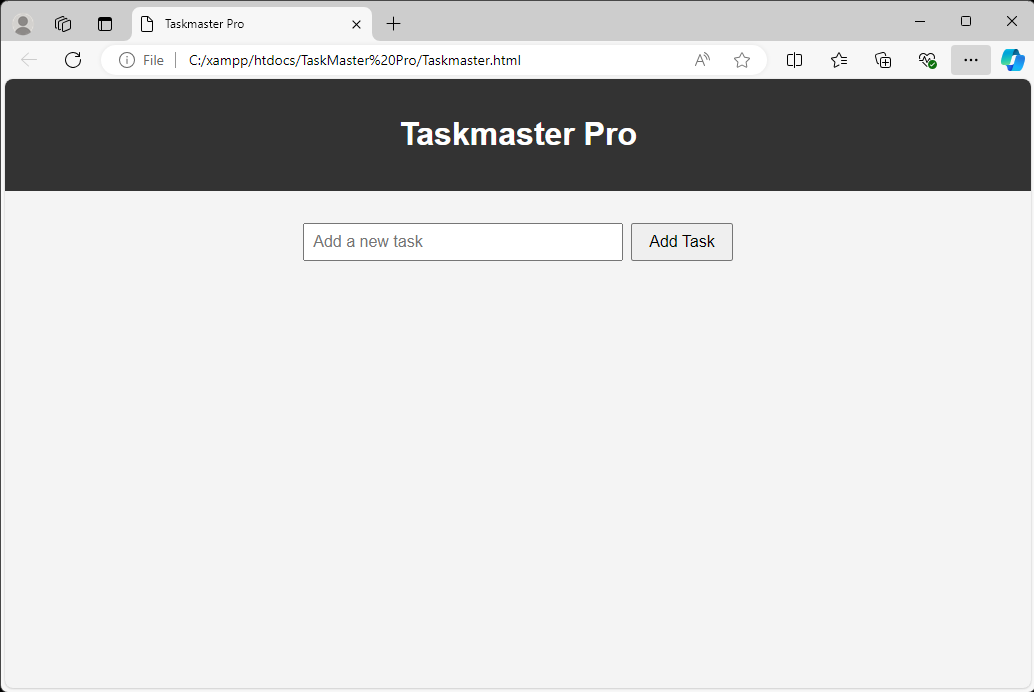 Taskmaster Pro
File C:/xampp/htdocs/TaskMaster%20Pro/Taskmaster.html
Taskmaster Pro
Add a new task Add Task